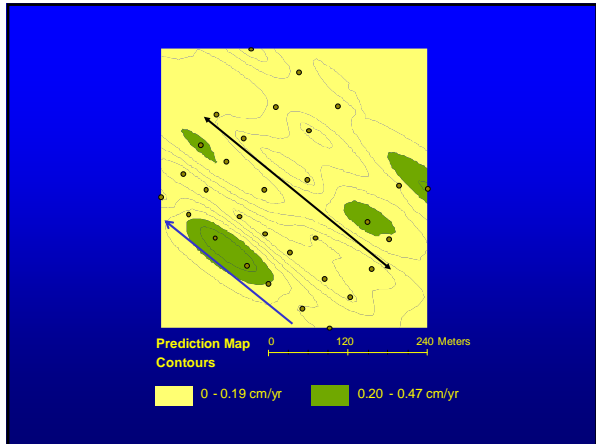 Prediction Map
Contours
0 120 240 Meters
0 - 0.19 cm/yr 0.20 - 0.47 cm/yr